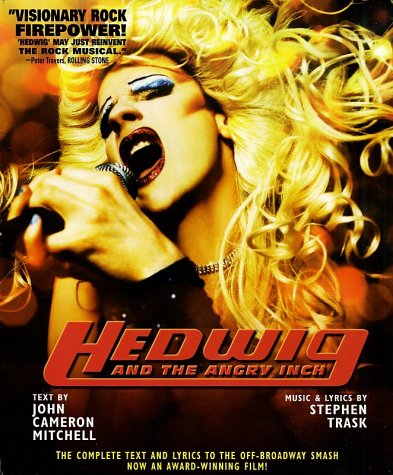 "VISIONARY ROCK
FIREPOWER!
'HEDWIG' MAY JUST REINVENT
THE ROCK MUSICAL."
—Peter Travers, ROLLING STONE
HEDWIG
AND THE ANGRY INCH
TEXT BY
JOHN
CAMERON
MITCHELL
MUSIC & LYRICS BY
STEPHEN
TRASK
THE COMPLETE TEXT AND LYRICS TO THE OFF-BROADWAY SMASH
NOW AN AWARD-WINNING FILM!